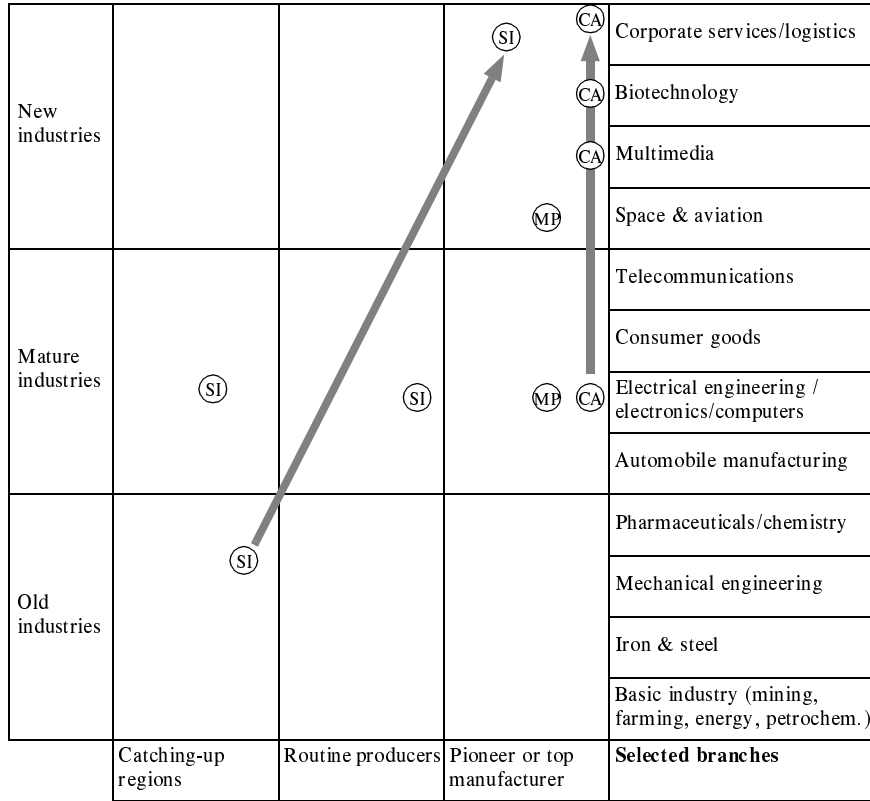 CA
SI
Corporate services/logistics
CA
Biotechnology
New
industries
CA
Multimedia
MP
Space & aviation
Telecommunications
Consumer goods
Mature
industries
SI
SI
MP
CA
Electrical engineering /
electronics/computers
Automobile manufacturing
Pharmaceuticals/chemistry
SI
Mechanical engineering
Old
industries
Iron & steel
Basic industry (mining,
farming, energy, petrochem.)
Catching-up
regions
Routine producers
Pioneer or top
manufacturer
Selected branches